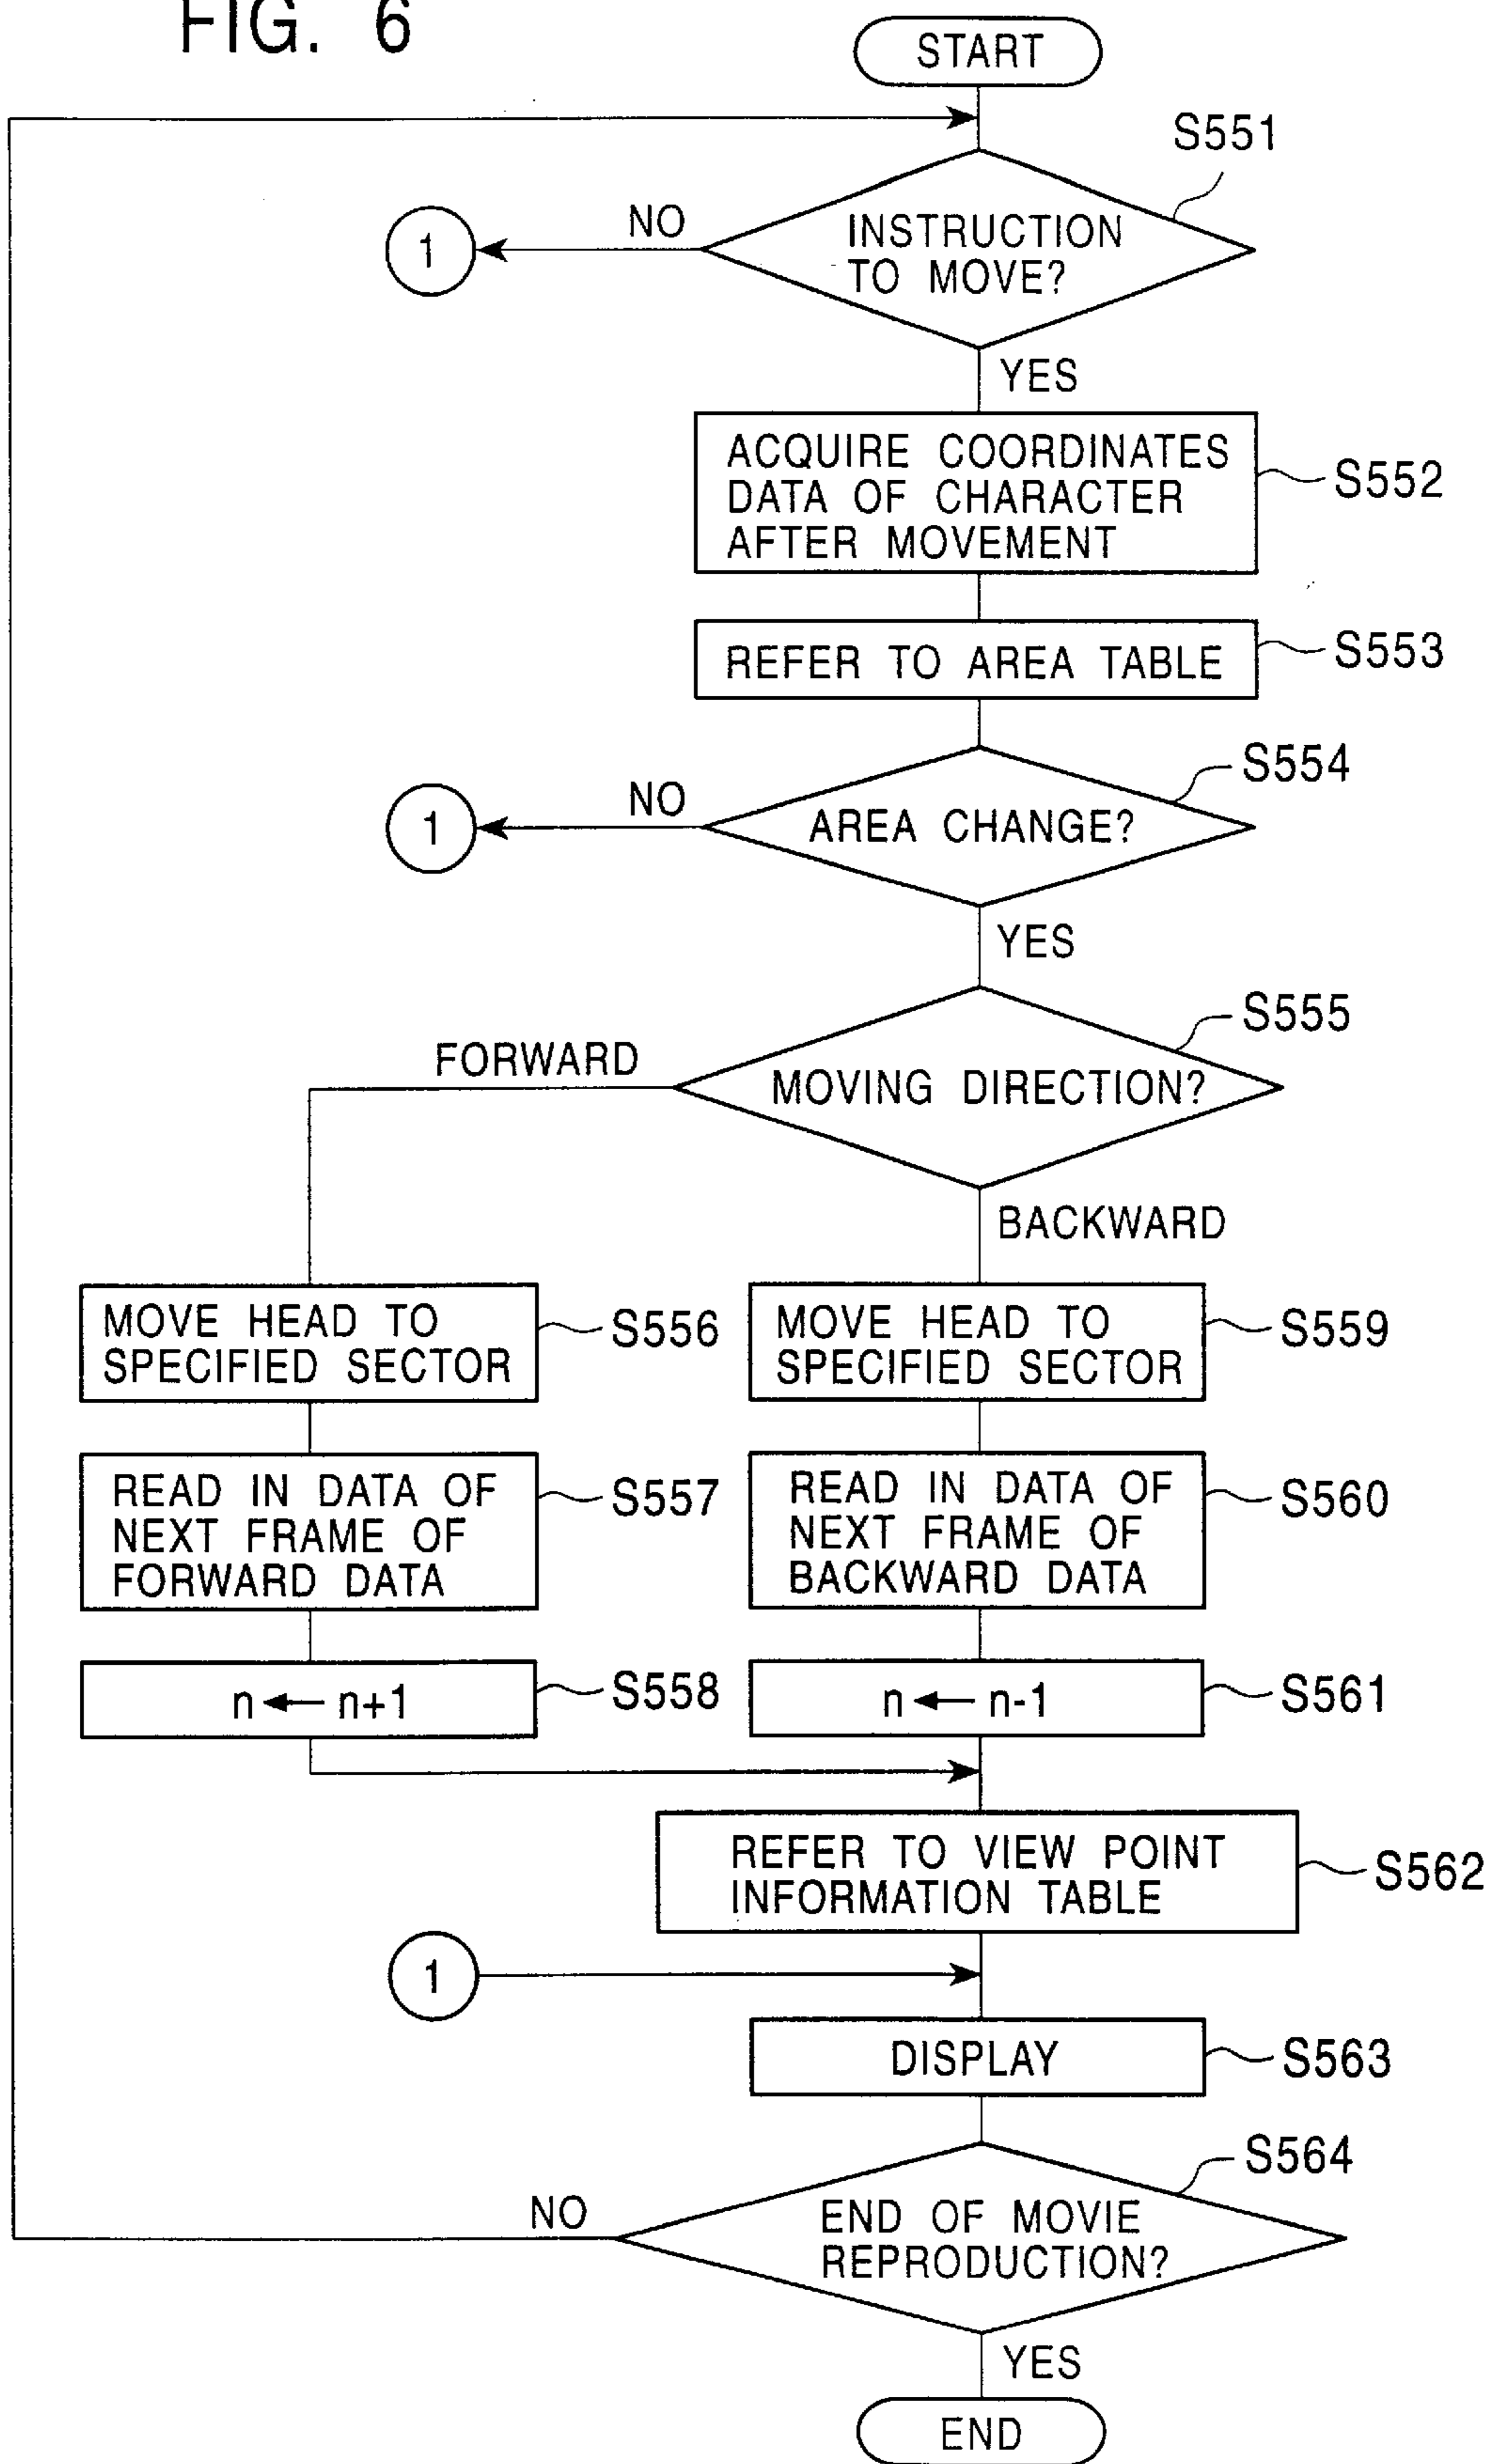 FIG. 6
START
S551
INSTRUCTION
TO MOVE?
NO
1
YES
ACQUIRE COORDINATES
DATA OF CHARACTER
AFTER MOVEMENT
S552
REFER TO AREA TABLE
S553
S554
AREA CHANGE?
NO
1
YES
S555
MOVING DIRECTION?
FORWARD
BACKWARD
MOVE HEAD TO
SPECIFIED SECTOR
S556
MOVE HEAD TO
SPECIFIED SECTOR
S559
READ IN DATA OF
NEXT FRAME OF
FORWARD DATA
S557
READ IN DATA OF
NEXT FRAME OF
BACKWARD DATA
S560
n ← n+1
S558
n ← n-1
S561
REFER TO VIEW POINT
INFORMATION TABLE
S562
1
DISPLAY
S563
S564
END OF MOVIE
REPRODUCTION?
NO
YES
END